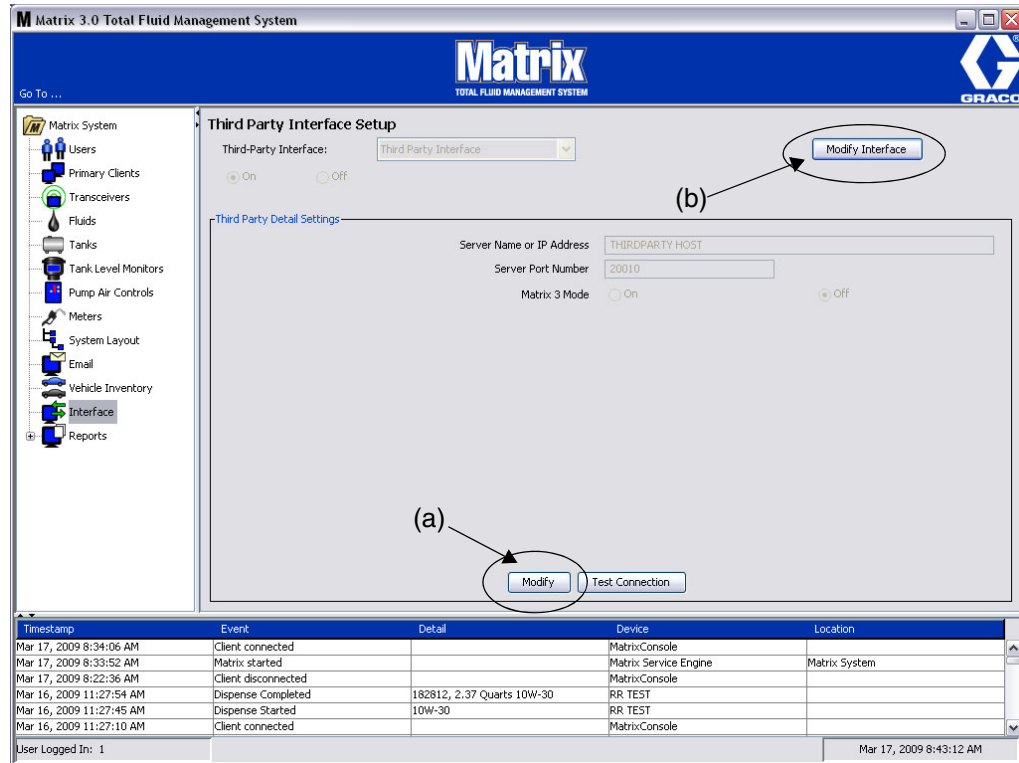 Matrix 3.0 Total Fluid Management System
Matrix
TOTAL FLUID MANAGEMENT SYSTEM
®
GRACO
Go To ...
Matrix System
Users
Primary Clients
Transceivers
Fluids
Tanks
Tank Level Monitors
Pump Air Controls
Meters
System Layout
Email
Vehicle Inventory
Interface
Reports
Third Party Interface Setup
Third-Party Interface: Third Party Interface
On Off
Modify Interface
(b)
Third Party Detail Settings
Server Name or IP Address THIRDPARTY HOST
Server Port Number 20010
Matrix 3 Mode On Off
(a)
Modify Test Connection
Timestamp Event Detail Device Location
Mar 17, 2009 8:34:06 AM Client connected MatrixConsole
Mar 17, 2009 8:33:52 AM Matrix started Matrix Service Engine Matrix System
Mar 17, 2009 8:22:36 AM Client disconnected MatrixConsole
Mar 16, 2009 11:27:54 AM Dispense Completed 182812, 2.37 Quarts 10W-30 RR TEST
Mar 16, 2009 11:27:45 AM Dispense Started 10W-30 RR TEST
Mar 16, 2009 11:27:10 AM Client connected MatrixConsole
User Logged In: 1 Mar 17, 2009 8:43:12 AM